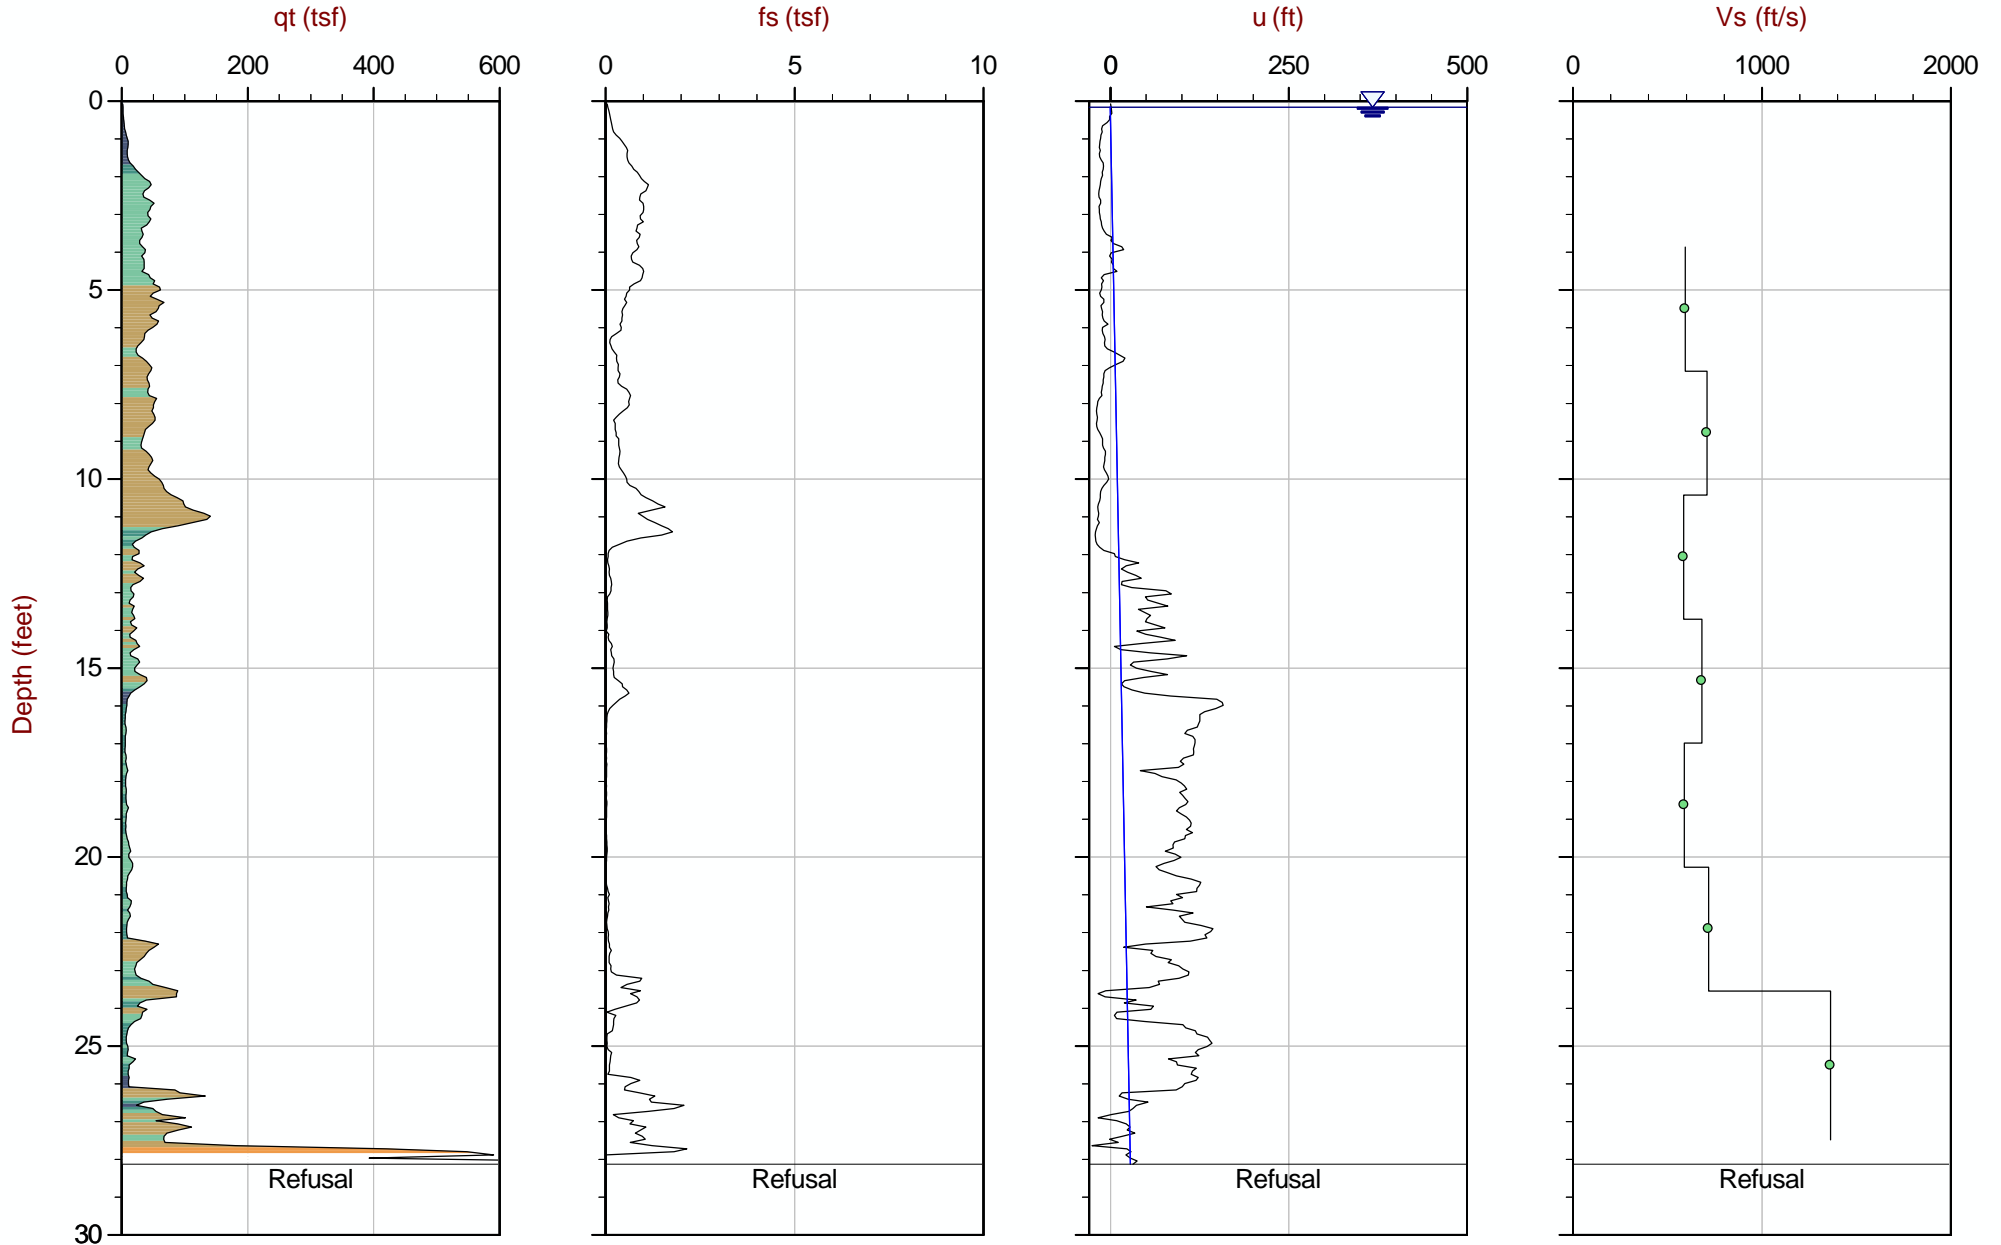 qt (tsf) fs (tsf) u (ft) Vs (ft/s)
0 200 400 600 0 5 10 0 250 500 0 1000 2000
0
5
10
15
20
25
30
Depth (feet)
Refusal Refusal Refusal Refusal